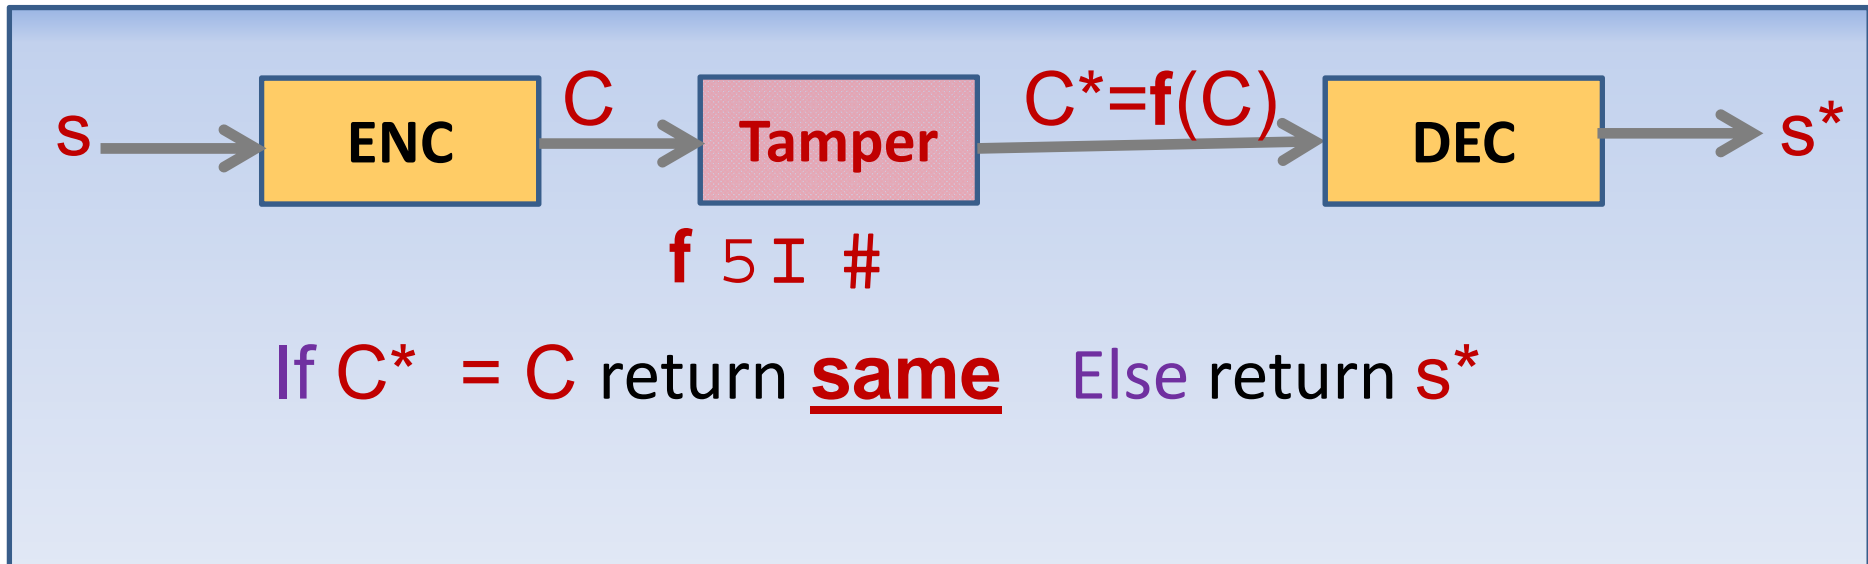 s ENC C Tamper C*=f(C) DEC s*
f 5I #
If C* = C return same Else return s*